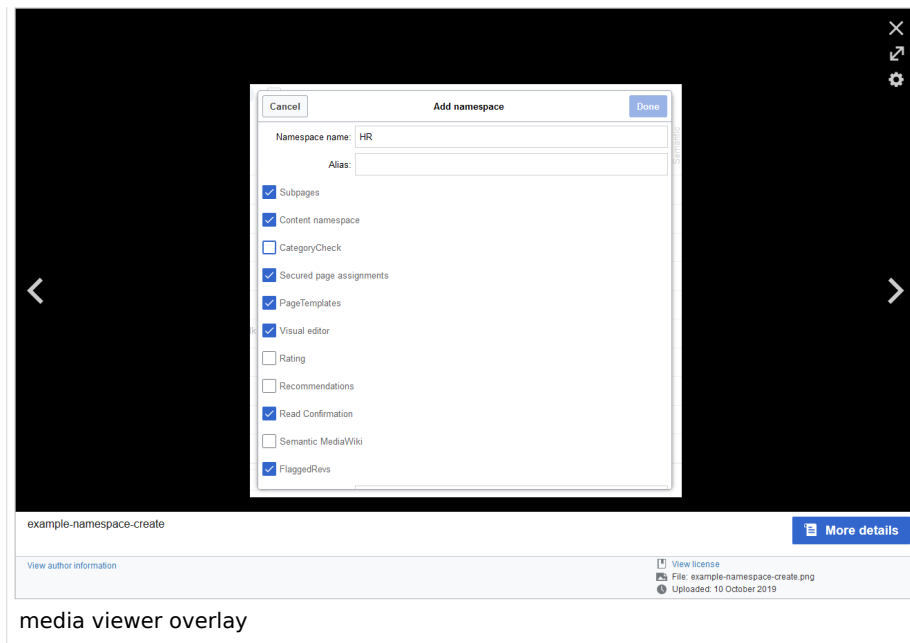 Cancel Add namespace Done
Namespace name: HR
Alias:
Semantic
Subpages
Content namespace
CategoryCheck
Secured page assignments
PageTemplates
Visual editor
Rating
Recommendations
Read Confirmation
Semantic MediaWiki
FlaggedRevs
example-namespace-create
More details
View author information
View license
File: example-namespace-create.png
Uploaded: 10 October 2019
media viewer overlay